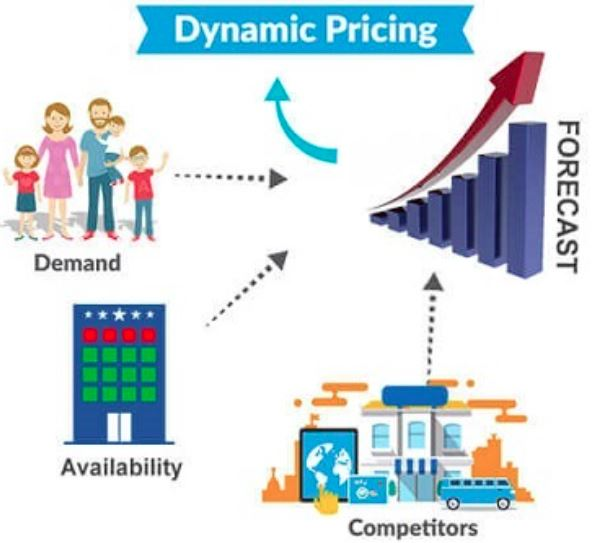 Dynamic Pricing
FORECAST
Demand
Availability
Competitors